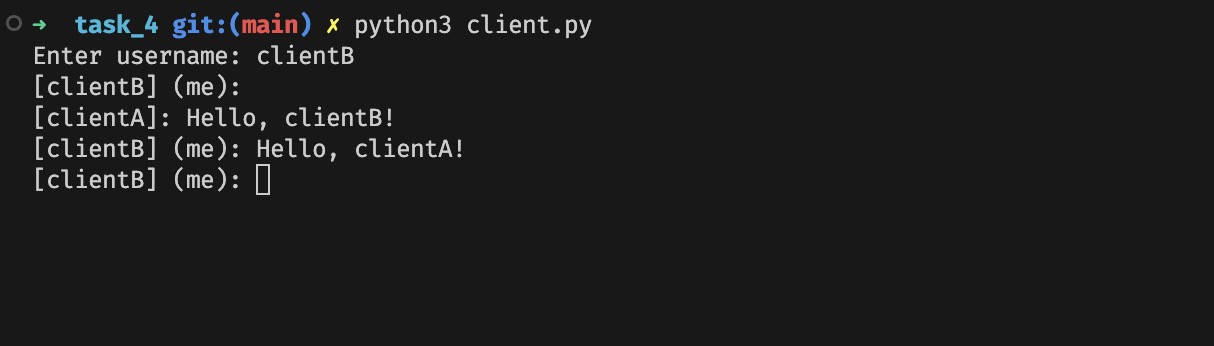 ➜  task_4 git:(main) ✗ python3 client.py
Enter username: clientB
[clientB] (me):
[clientA]: Hello, clientB!
[clientB] (me): Hello, clientA!
[clientB] (me):